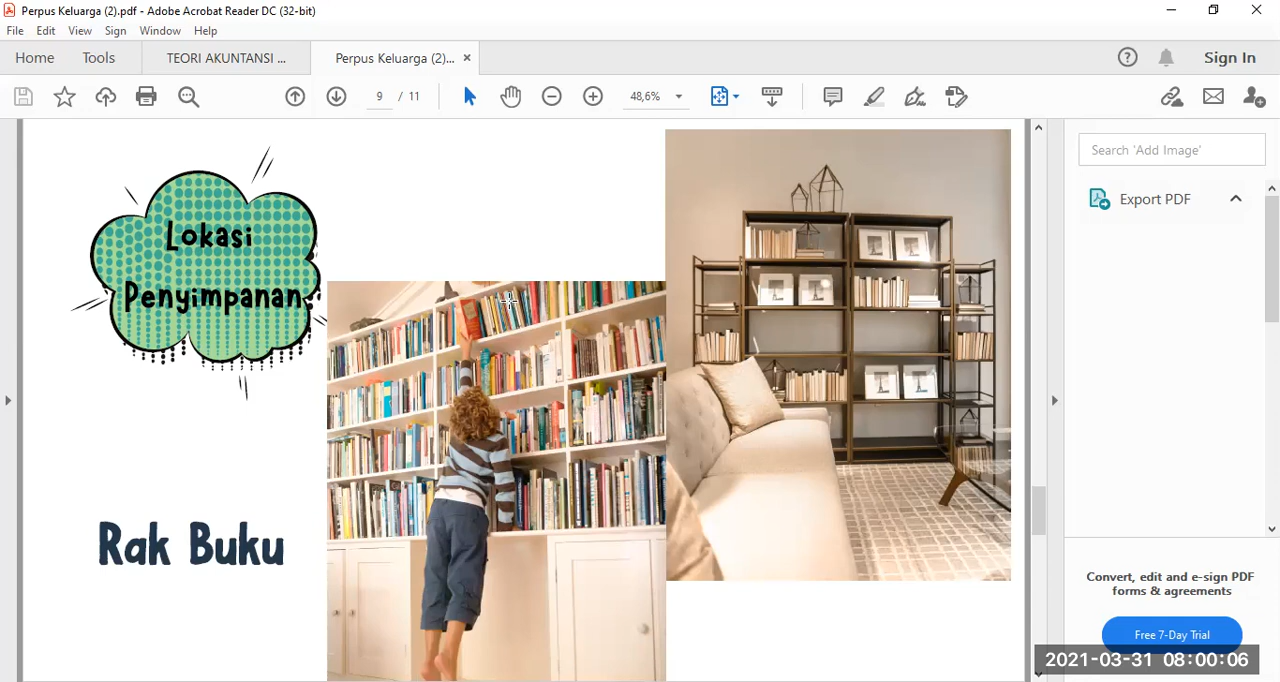 Perpus Keluarga (2).pdf - Adobe Acrobat Reader DC (32-bit)
File Edit View Sign Window Help
Home Tools TEORI AKUNTANSI ... Perpus Keluarga (2)... × Sign In
9 / 11 48,6%
Search 'Add Image'
Export PDF
Lokasi
Penyimpanan
Rak Buku
Convert, edit and e-sign PDF
forms & agreements
Free 7-Day Trial
2021-03-31 08:00:06